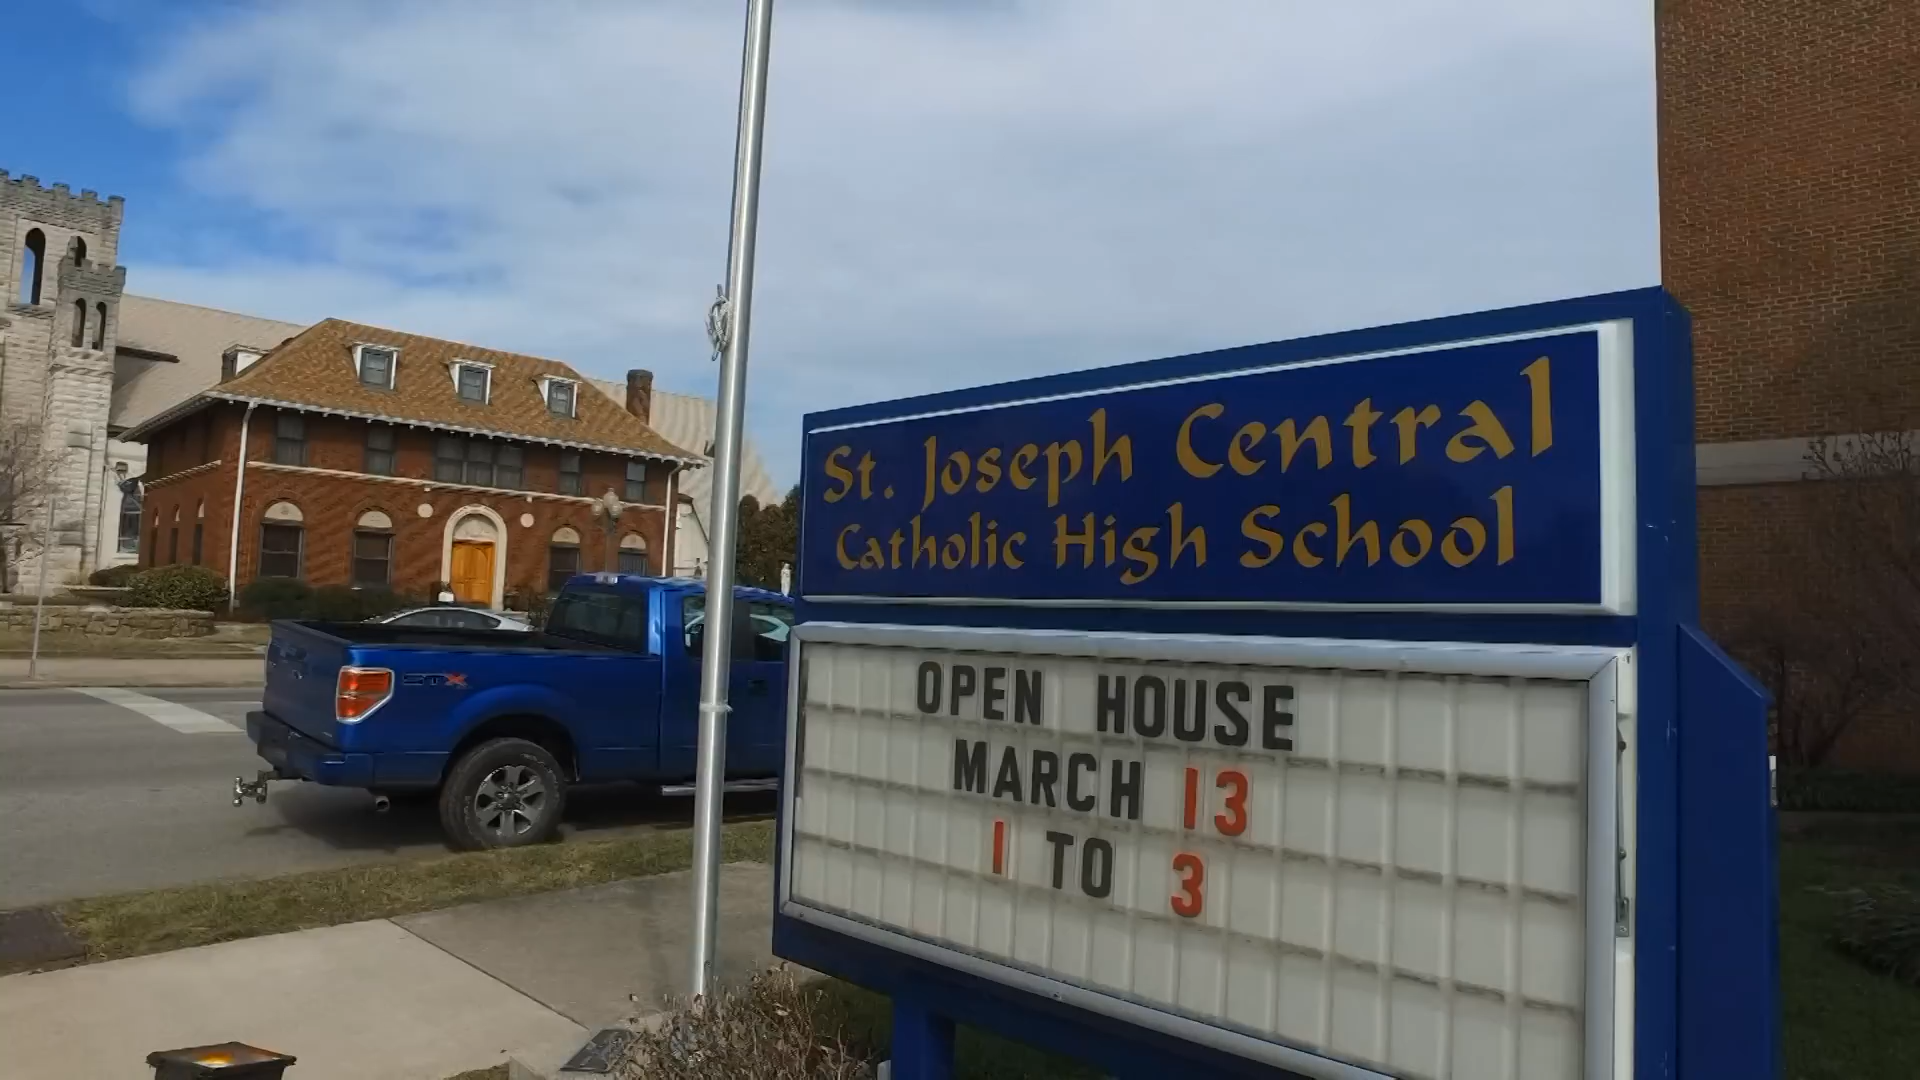 St. Joseph Central
Catholic High School
OPEN HOUSE
MARCH 13
1 TO 3
STX